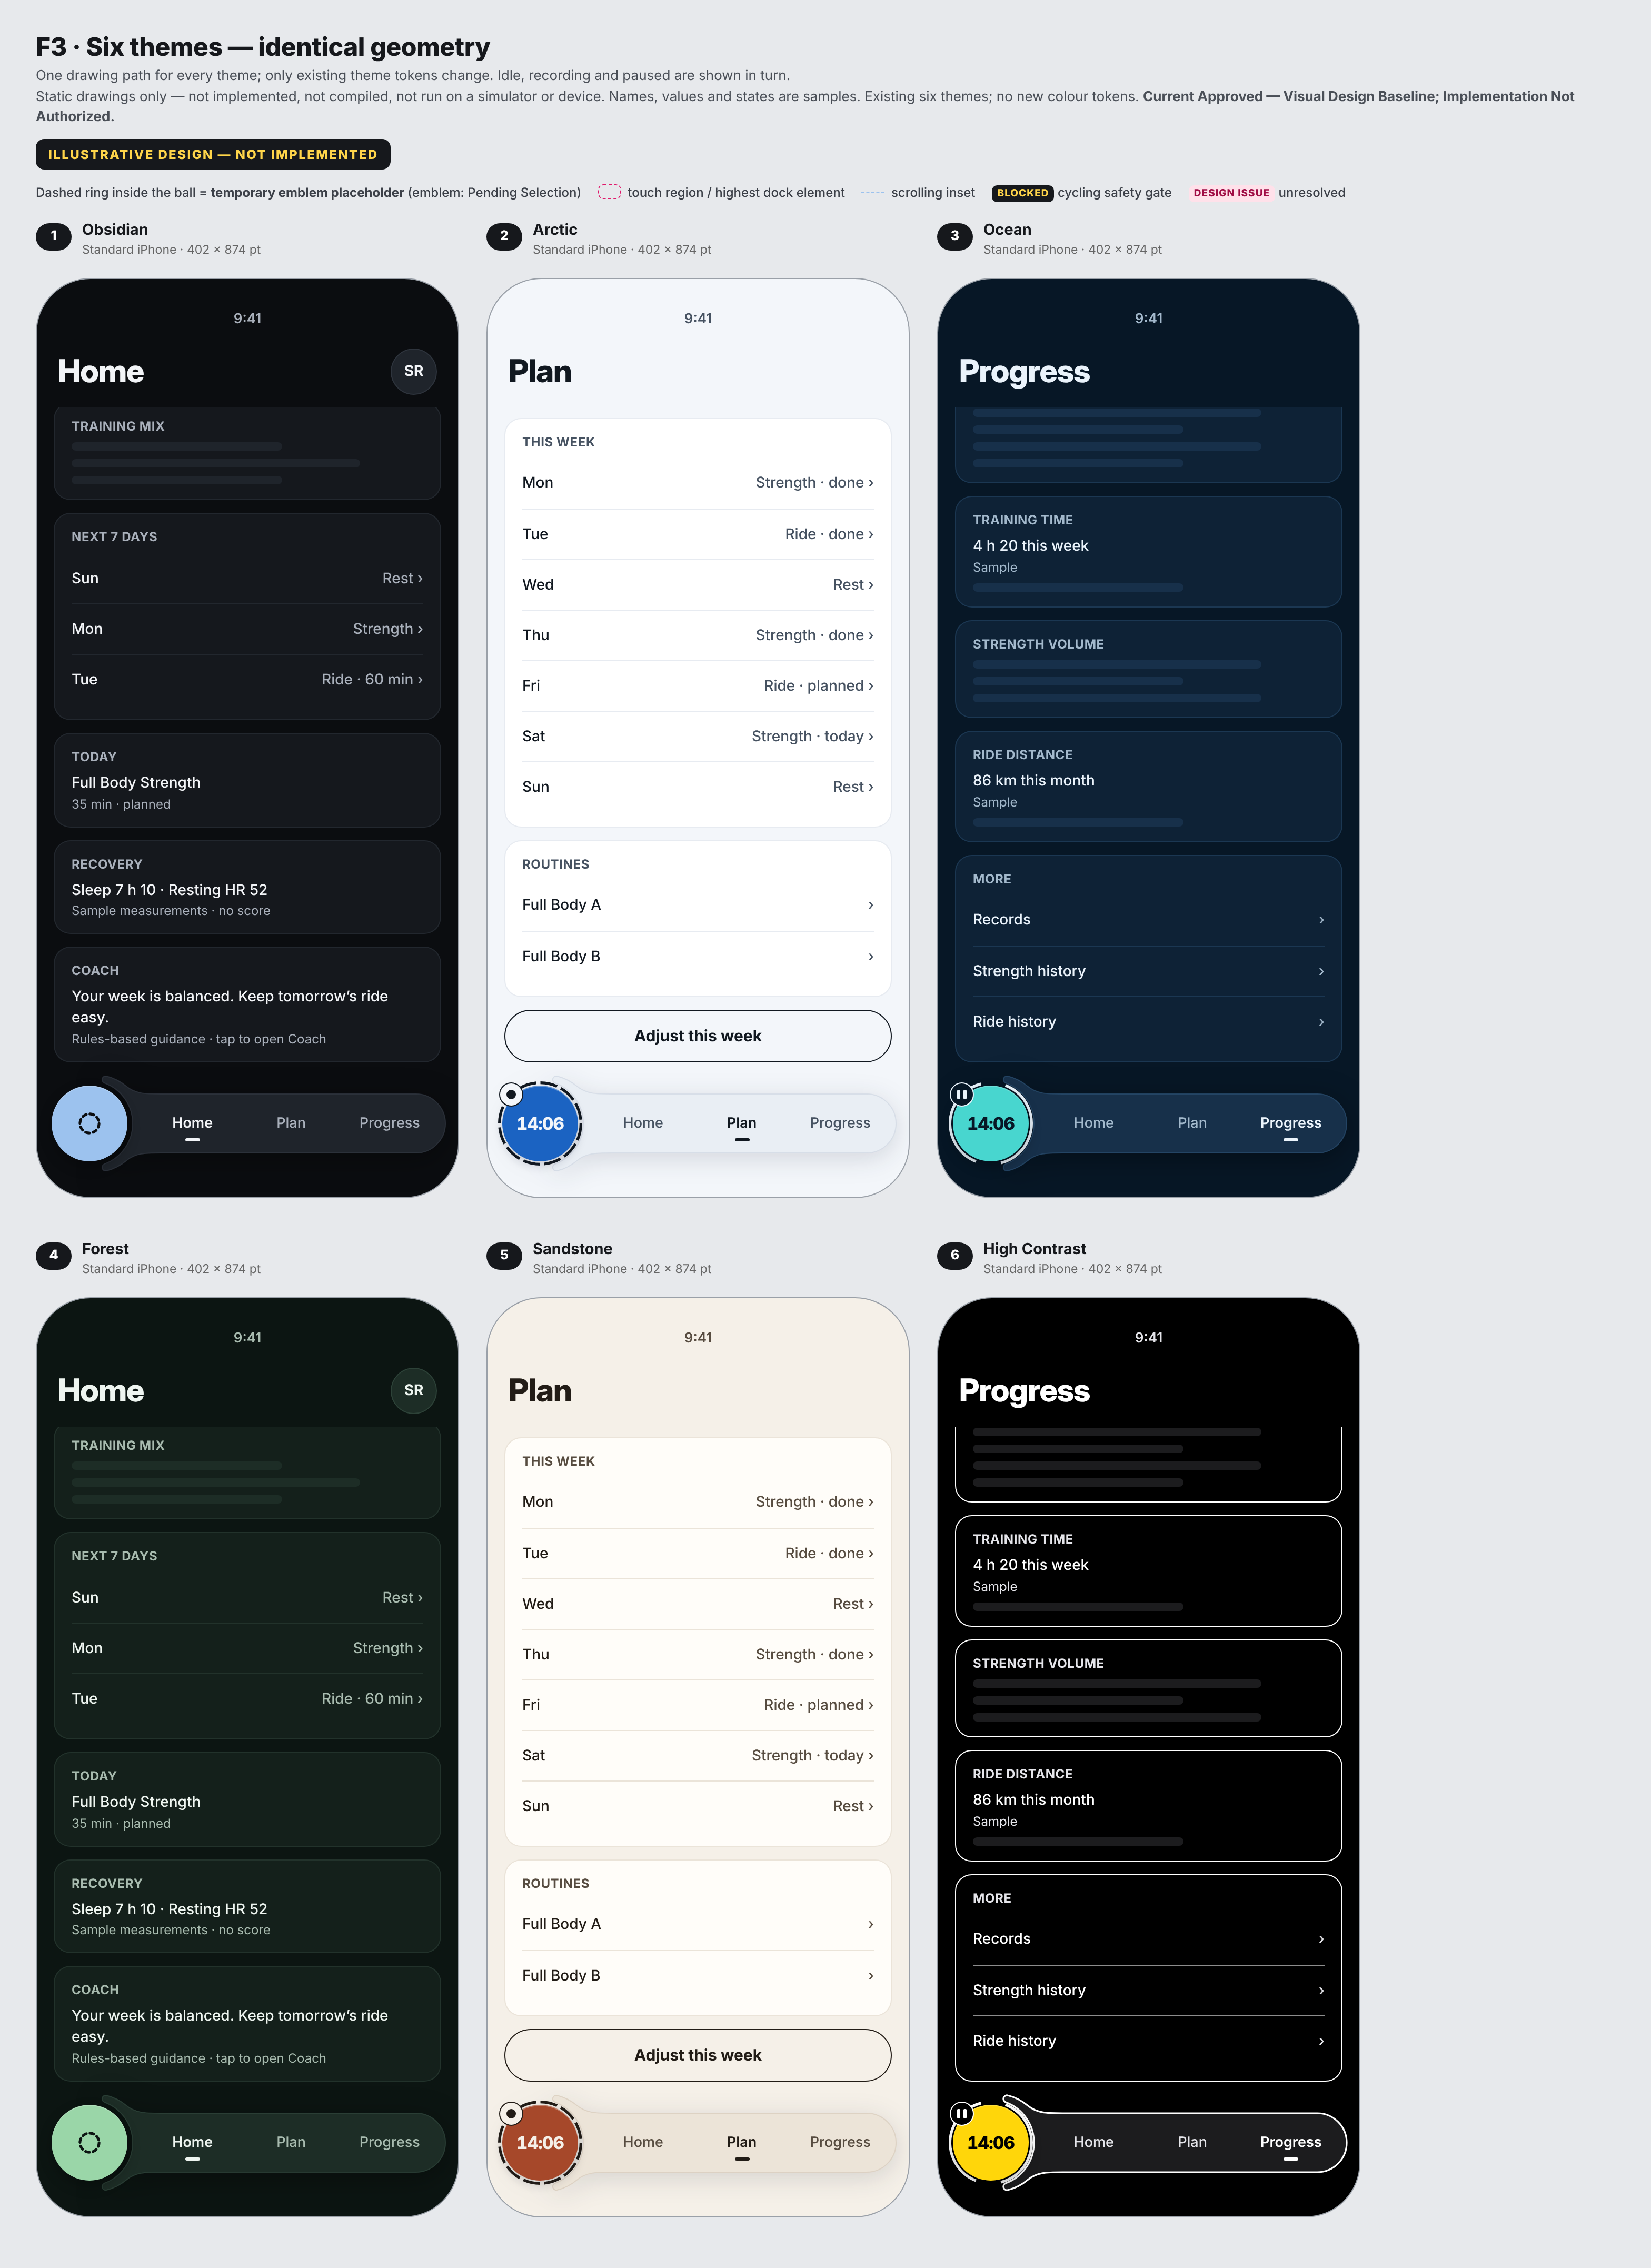 F3 · Six themes — identical geometry
One drawing path for every theme; only existing theme tokens change. Idle, recording and paused are shown in turn.
Static drawings only — not implemented, not compiled, not run on a simulator or device. Names, values and states are samples. Existing six themes; no new colour tokens. Current Approved — Visual Design Baseline; Implementation Not
Authorized.
ILLUSTRATIVE DESIGN — NOT IMPLEMENTED
Dashed ring inside the ball = temporary emblem placeholder (emblem: Pending Selection) touch region / highest dock element scrolling inset BLOCKED cycling safety gate DESIGN ISSUE unresolved
1 Obsidian
Standard iPhone · 402 × 874 pt
9:41
Home SR
TRAINING MIX
NEXT 7 DAYS
Sun Rest ›
Mon Strength ›
Tue Ride · 60 min ›
TODAY
Full Body Strength
35 min · planned
RECOVERY
Sleep 7 h 10 · Resting HR 52
Sample measurements · no score
COACH
Your week is balanced. Keep tomorrow’s ride
easy.
Rules-based guidance · tap to open Coach
Home Plan Progress
2 Arctic
Standard iPhone · 402 × 874 pt
9:41
Plan
THIS WEEK
Mon Strength · done ›
Tue Ride · done ›
Wed Rest ›
Thu Strength · done ›
Fri Ride · planned ›
Sat Strength · today ›
Sun Rest ›
ROUTINES
Full Body A ›
Full Body B ›
Adjust this week
14:06 Home Plan Progress
3 Ocean
Standard iPhone · 402 × 874 pt
9:41
Progress
TRAINING TIME
4 h 20 this week
Sample
STRENGTH VOLUME
RIDE DISTANCE
86 km this month
Sample
MORE
Records ›
Strength history ›
Ride history ›
14:06 Home Plan Progress
4 Forest
Standard iPhone · 402 × 874 pt
9:41
Home SR
TRAINING MIX
NEXT 7 DAYS
Sun Rest ›
Mon Strength ›
Tue Ride · 60 min ›
TODAY
Full Body Strength
35 min · planned
RECOVERY
Sleep 7 h 10 · Resting HR 52
Sample measurements · no score
COACH
Your week is balanced. Keep tomorrow’s ride
easy.
Rules-based guidance · tap to open Coach
Home Plan Progress
5 Sandstone
Standard iPhone · 402 × 874 pt
9:41
Plan
THIS WEEK
Mon Strength · done ›
Tue Ride · done ›
Wed Rest ›
Thu Strength · done ›
Fri Ride · planned ›
Sat Strength · today ›
Sun Rest ›
ROUTINES
Full Body A ›
Full Body B ›
Adjust this week
14:06 Home Plan Progress
6 High Contrast
Standard iPhone · 402 × 874 pt
9:41
Progress
TRAINING TIME
4 h 20 this week
Sample
STRENGTH VOLUME
RIDE DISTANCE
86 km this month
Sample
MORE
Records ›
Strength history ›
Ride history ›
14:06 Home Plan Progress